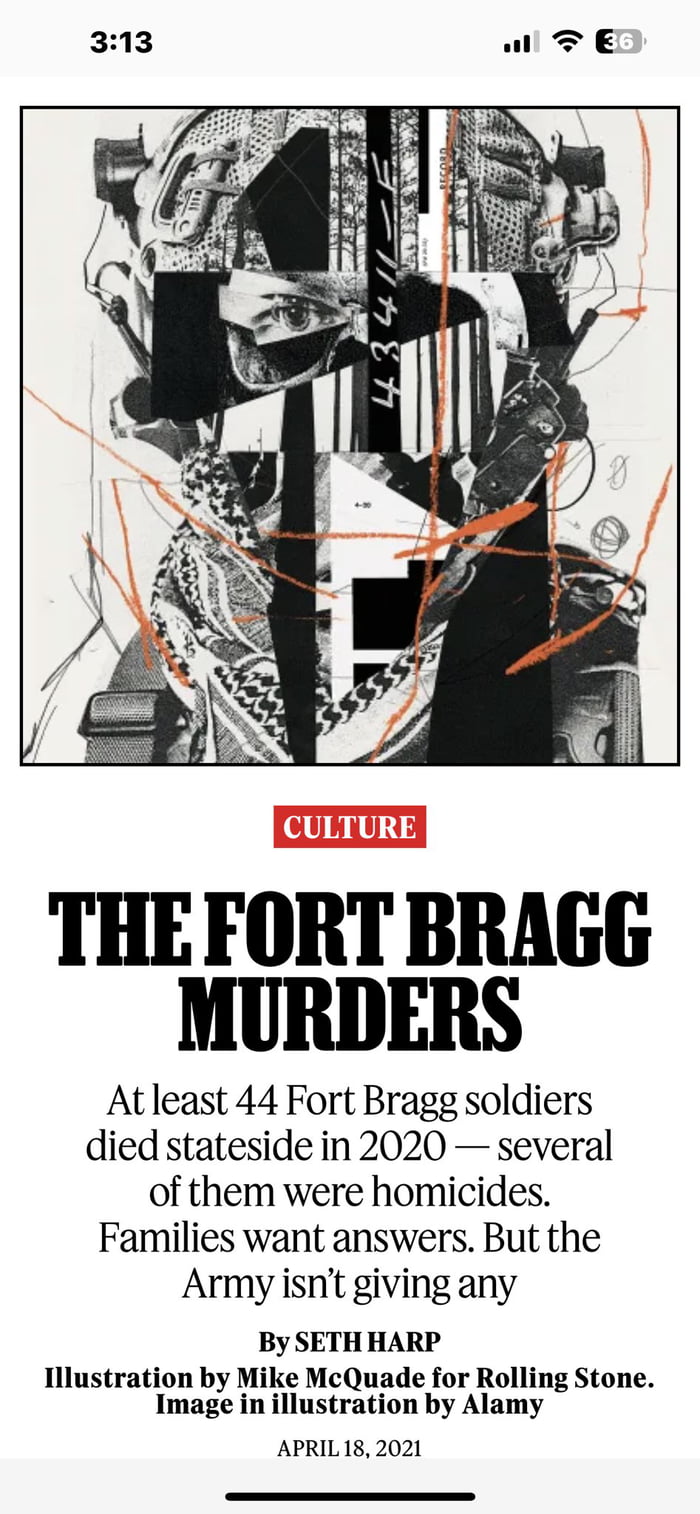 3:13
36
RECORD
43411-F
4-20
CULTURE
THE FORT BRAGG
MURDERS
At least 44 Fort Bragg soldiers
died stateside in 2020 — several
of them were homicides.
Families want answers. But the
Army isn’t giving any
By SETH HARP
Illustration by Mike McQuade for Rolling Stone.
Image in illustration by Alamy
APRIL 18, 2021